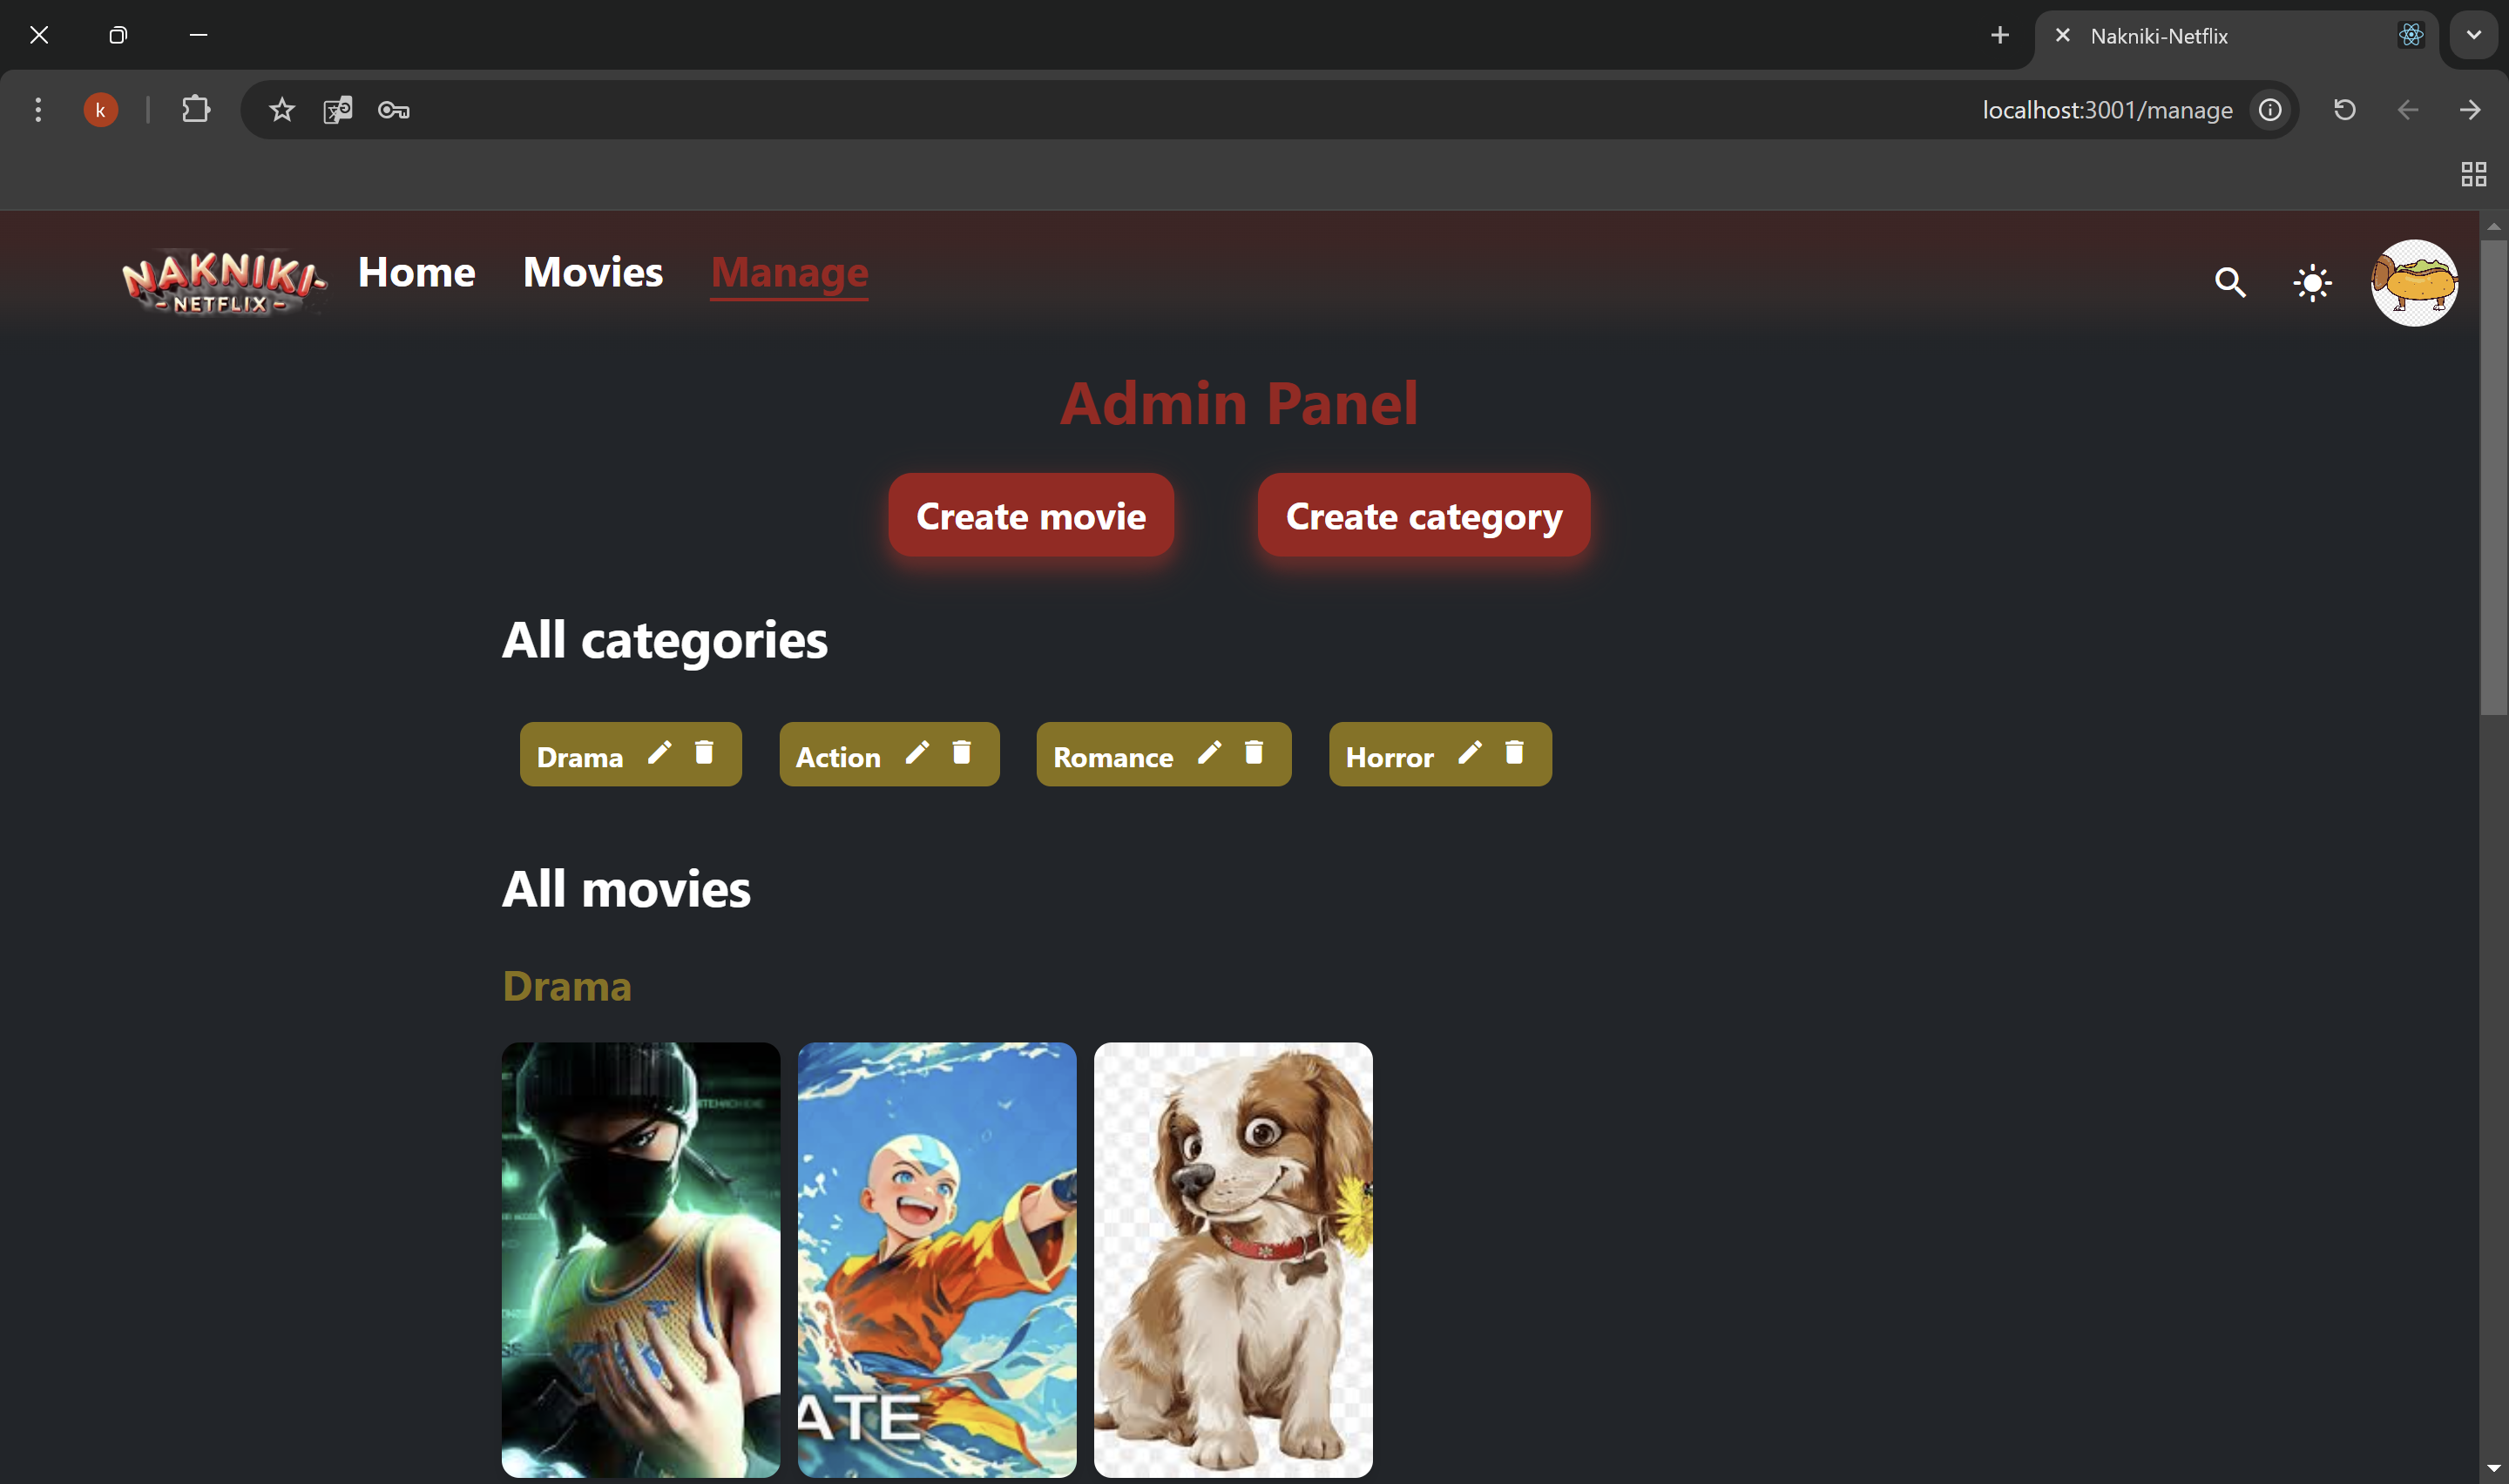 Nakniki-Netflix
k
localhost:3001/manage
NAKNIKI
- NETFLIX -
Home
Movies
Manage
Admin Panel
Create movie
Create category
All categories
Drama
Action
Romance
Horror
All movies
Drama
ATE